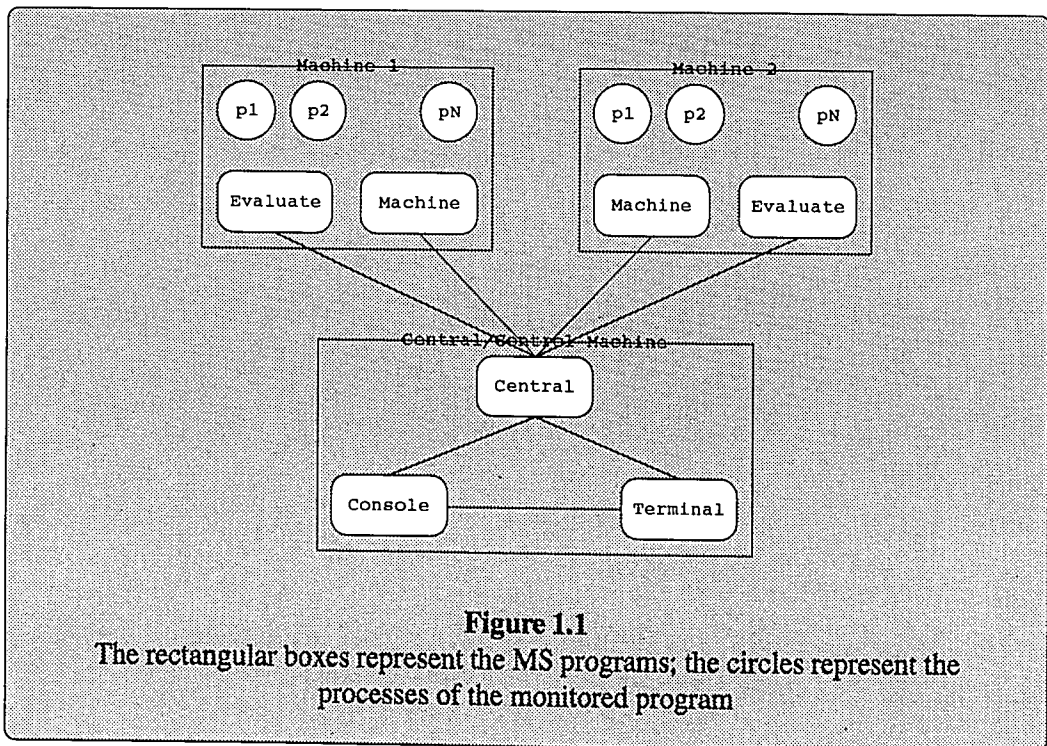 Machine 1
Machine 2
p1 p2 pN
p1 p2 pN
Evaluate Machine
Machine Evaluate
Central/Control Machine
Central
Console
Terminal
Figure 1.1
The rectangular boxes represent the MS programs; the circles represent the
processes of the monitored program